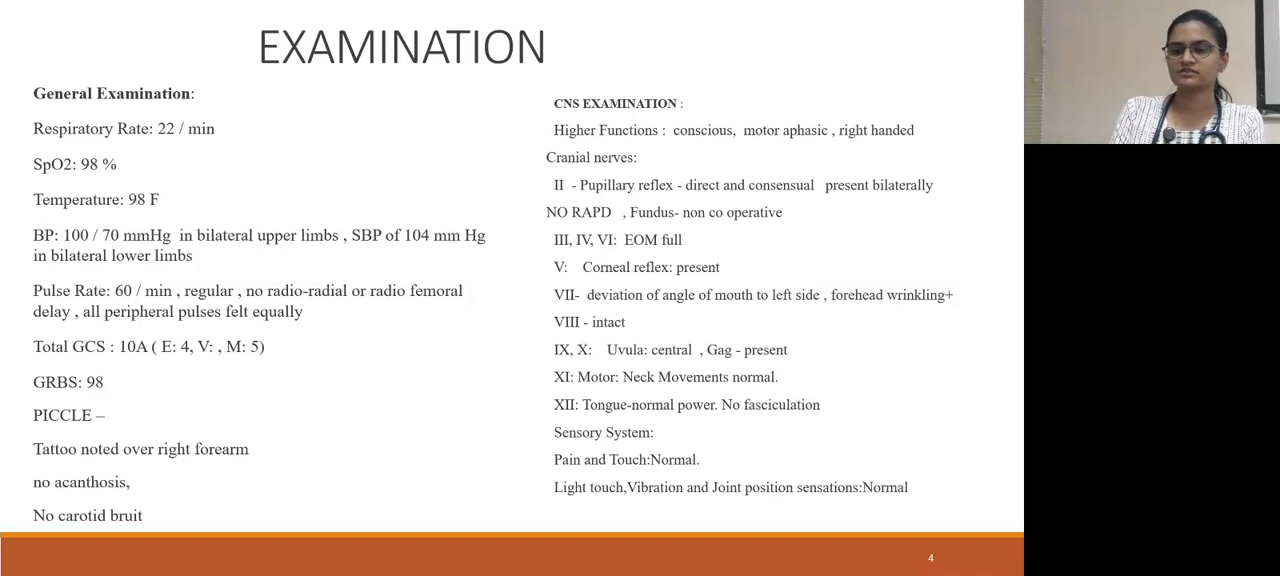 EXAMINATION
General Examination:
Respiratory Rate: 22 / min
SpO2: 98 %
Temperature: 98 F
BP: 100 / 70 mmHg in bilateral upper limbs , SBP of 104 mm Hg
in bilateral lower limbs
Pulse Rate: 60 / min , regular , no radio-radial or radio femoral
delay , all peripheral pulses felt equally
Total GCS : 10A ( E: 4, V: , M: 5)
GRBS: 98
PICCLE –
Tattoo noted over right forearm
no acanthosis,
No carotid bruit
CNS EXAMINATION :
Higher Functions : conscious, motor aphasic , right handed
Cranial nerves:
II - Pupillary reflex - direct and consensual present bilaterally
NO RAPD , Fundus- non co operative
III, IV, VI: EOM full
V: Corneal reflex: present
VII- deviation of angle of mouth to left side , forehead wrinkling+
VIII - intact
IX, X: Uvula: central , Gag - present
XI: Motor: Neck Movements normal.
XII: Tongue-normal power. No fasciculation
Sensory System:
Pain and Touch:Normal.
Light touch,Vibration and Joint position sensations:Normal
4